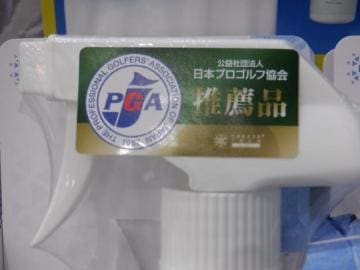 公益社団法人
日本プロゴルフ協会
推薦品
THE PROFESSIONAL GOLFERS' ASSOCIATION OF JAPAN 1957
PGA